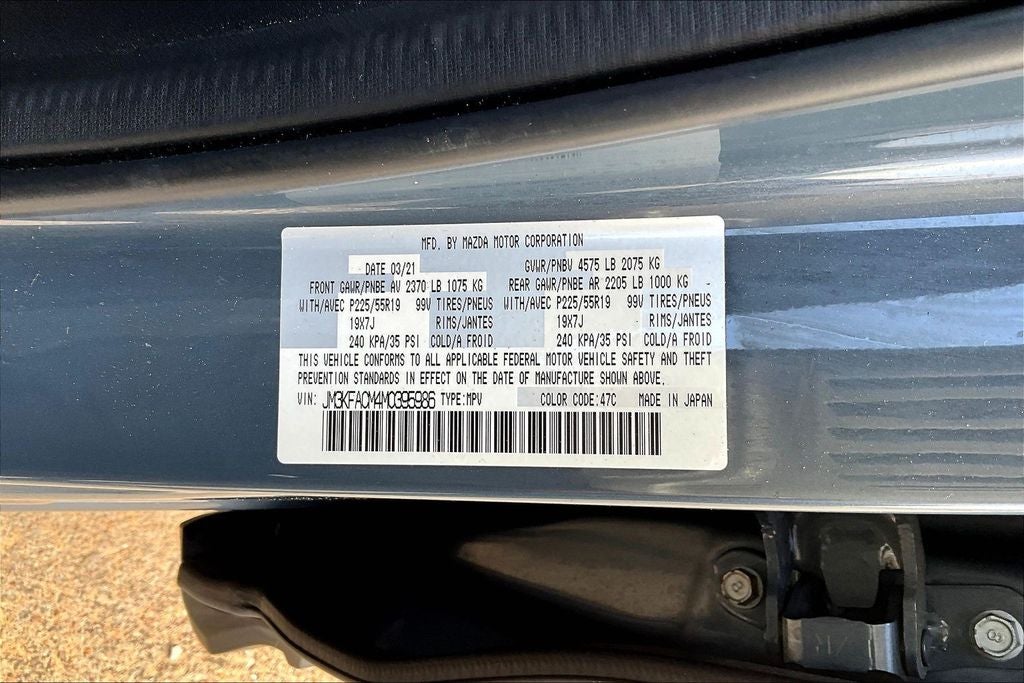 MFD. BY MAZDA MOTOR CORPORATION
DATE 03/21 GVWR/PNBV 4575 LB 2075 KG
FRONT GAWR/PNBE AV 2370 LB 1075 KG REAR GAWR/PNBE AR 2205 LB 1000 KG
WITH/AVEC P225/55R19 99V TIRES/PNEUS WITH/AVEC P225/55R19 99V TIRES/PNEUS
19X7J RIMS/JANTES 19X7J RIMS/JANTES
240 KPA/35 PSI COLD/A FROID 240 KPA/35 PSI COLD/A FROID
THIS VEHICLE CONFORMS TO ALL APPLICABLE FEDERAL MOTOR VEHICLE SAFETY AND THEFT
PREVENTION STANDARDS IN EFFECT ON THE DATE OF MANUFACTURE SHOWN ABOVE.
VIN: JM3KFACM4M0395986 TYPE:MPV COLOR CODE:47C MADE IN JAPAN
8